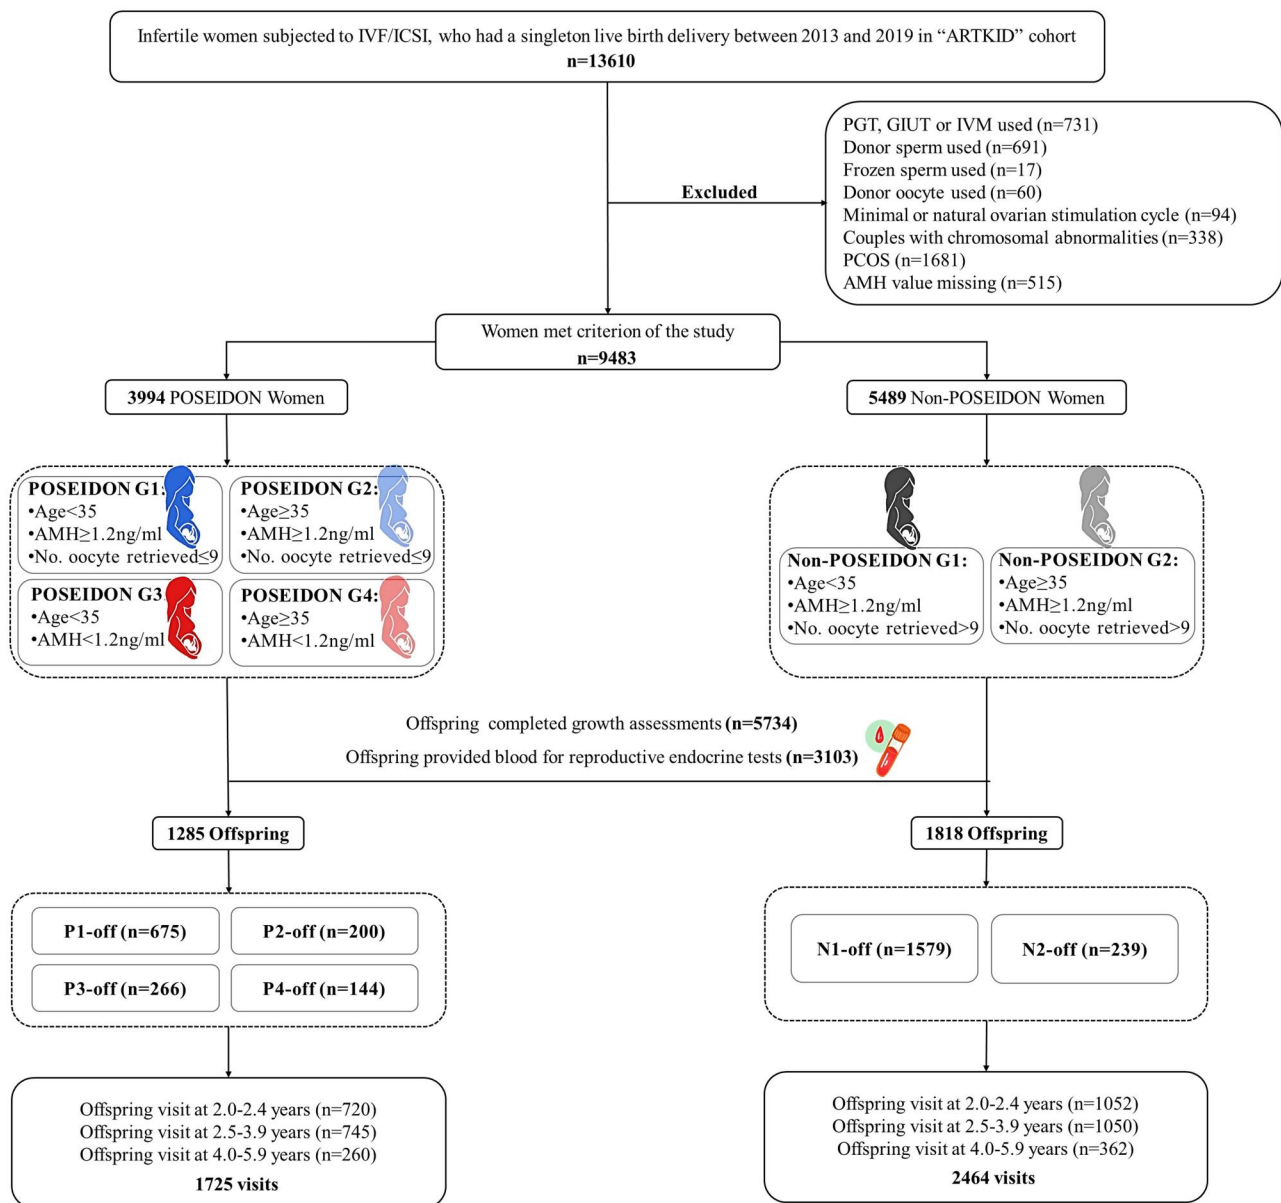 Infertile women subjected to IVF/ICSI, who had a singleton live birth delivery between 2013 and 2019 in “ARTKID” cohort
n=13610
PGT, GIUT or IVM used (n=731)
Donor sperm used (n=691)
Frozen sperm used (n=17)
Donor oocyte used (n=60)
Minimal or natural ovarian stimulation cycle (n=94)
Couples with chromosomal abnormalities (n=338)
PCOS (n=1681)
AMH value missing (n=515)
Excluded
Women met criterion of the study
n=9483
3994 POSEIDON Women
5489 Non-POSEIDON Women
POSEIDON G1:
•Age<35
•AMH≥1.2ng/ml
•No. oocyte retrieved≤9
POSEIDON G2:
•Age≥35
•AMH≥1.2ng/ml
•No. oocyte retrieved≤9
POSEIDON G3
•Age<35
•AMH<1.2ng/ml
POSEIDON G4:
•Age≥35
•AMH<1.2ng/ml
Non-POSEIDON G1:
•Age<35
•AMH≥1.2ng/ml
•No. oocyte retrieved>9
Non-POSEIDON G2:
•Age≥35
•AMH≥1.2ng/ml
•No. oocyte retrieved>9
Offspring completed growth assessments (n=5734)
Offspring provided blood for reproductive endocrine tests (n=3103)
1285 Offspring
1818 Offspring
P1-off (n=675)
P2-off (n=200)
P3-off (n=266)
P4-off (n=144)
N1-off (n=1579)
N2-off (n=239)
Offspring visit at 2.0-2.4 years (n=720)
Offspring visit at 2.5-3.9 years (n=745)
Offspring visit at 4.0-5.9 years (n=260)
1725 visits
Offspring visit at 2.0-2.4 years (n=1052)
Offspring visit at 2.5-3.9 years (n=1050)
Offspring visit at 4.0-5.9 years (n=362)
2464 visits